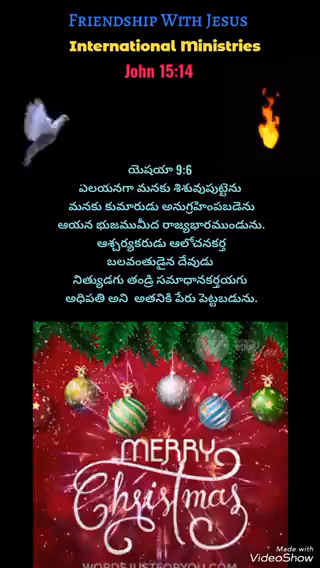 Friendship With Jesus
International Ministries
John 15:14
యెషయా 9:6
ఏలయనగా మనకు శిశువుపుట్టెను
మనకు కుమారుడు అనుగ్రహింపబడెను
ఆయన భుజముమీద రాజ్యభారముండును.
ఆశ్చర్యకరుడు ఆలోచనకర్త
బలవంతుడైన దేవుడు
నిత్యుడగు తండ్రి సమాధానకర్తయగు
అధిపతి అని అతనికి పేరు పెట్టబడును.
MERRY
Christmas
WORDSJUSTFORYOU.COM
Made with
VideoShow